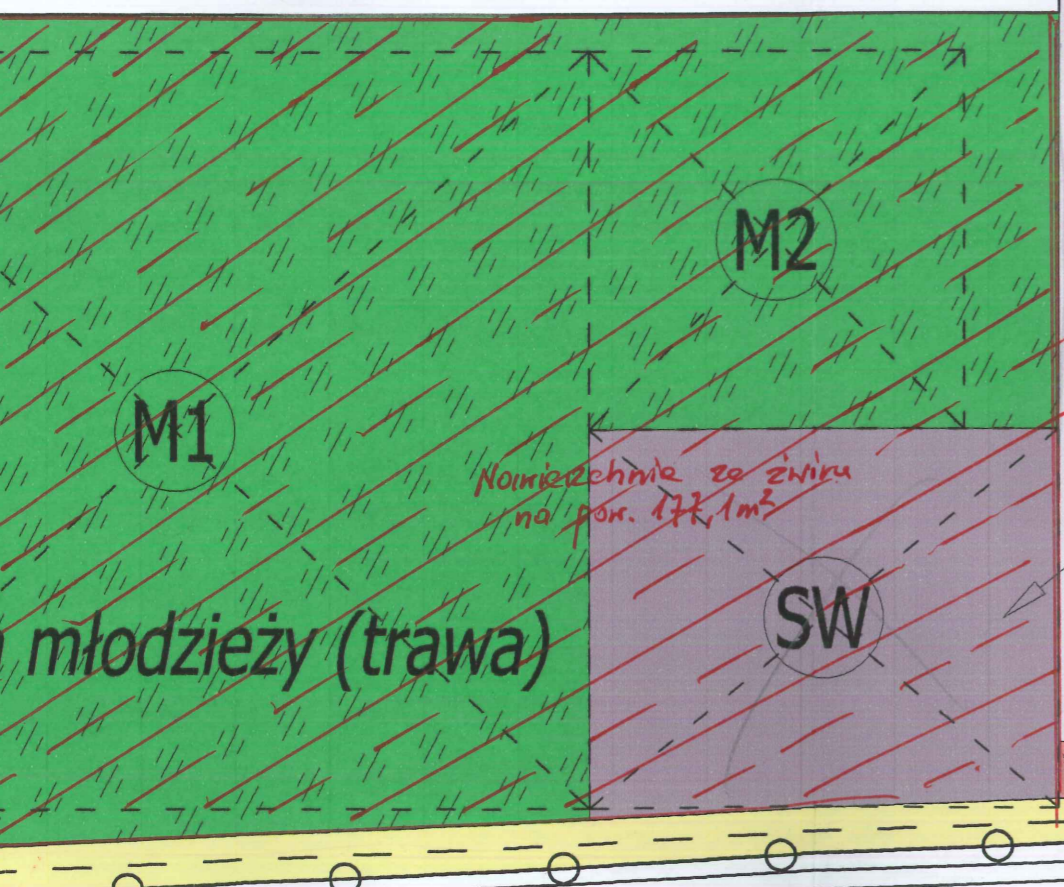 M2
M1
Nawierzchnia ze żwiru
na pow. 177,1m²
SW
młodzieży (trawa)